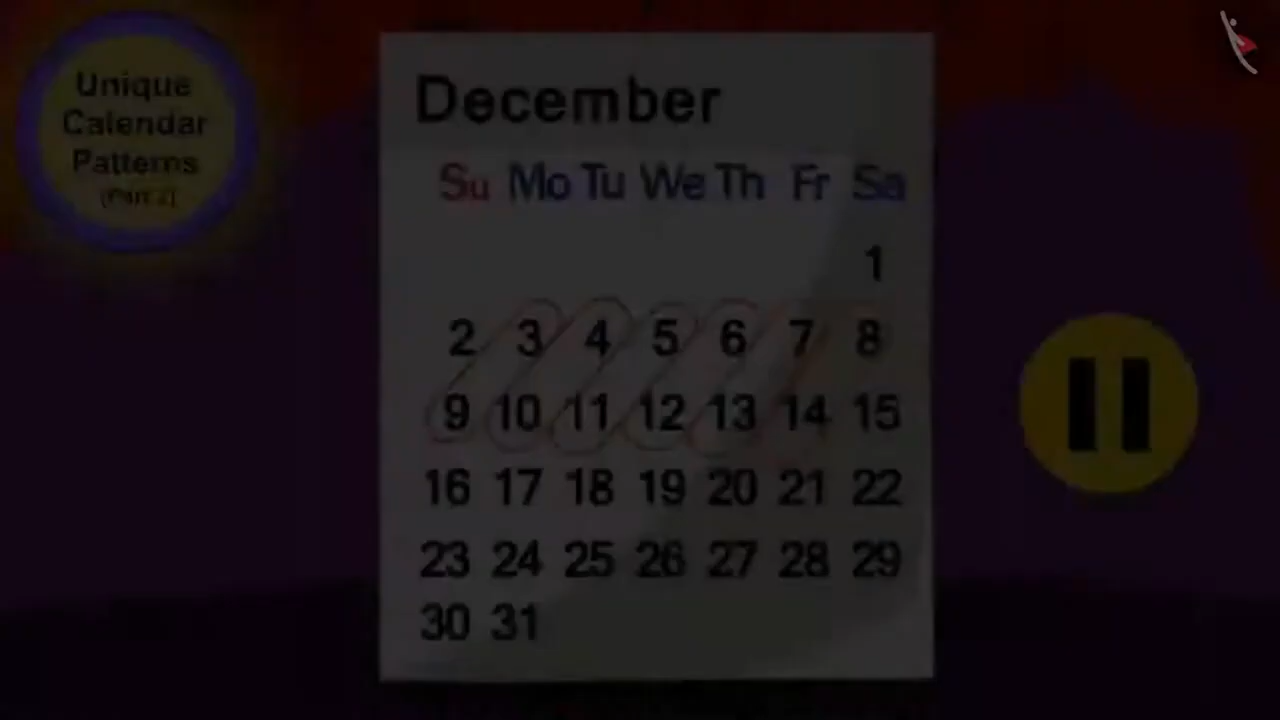 Unique
Calendar
Patterns
(Part 2)
December
Su Mo Tu We Th Fr Sa
1
2 3 4 5 6 7 8
9 10 11 12 13 14 15
16 17 18 19 20 21 22
23 24 25 26 27 28 29
30 31